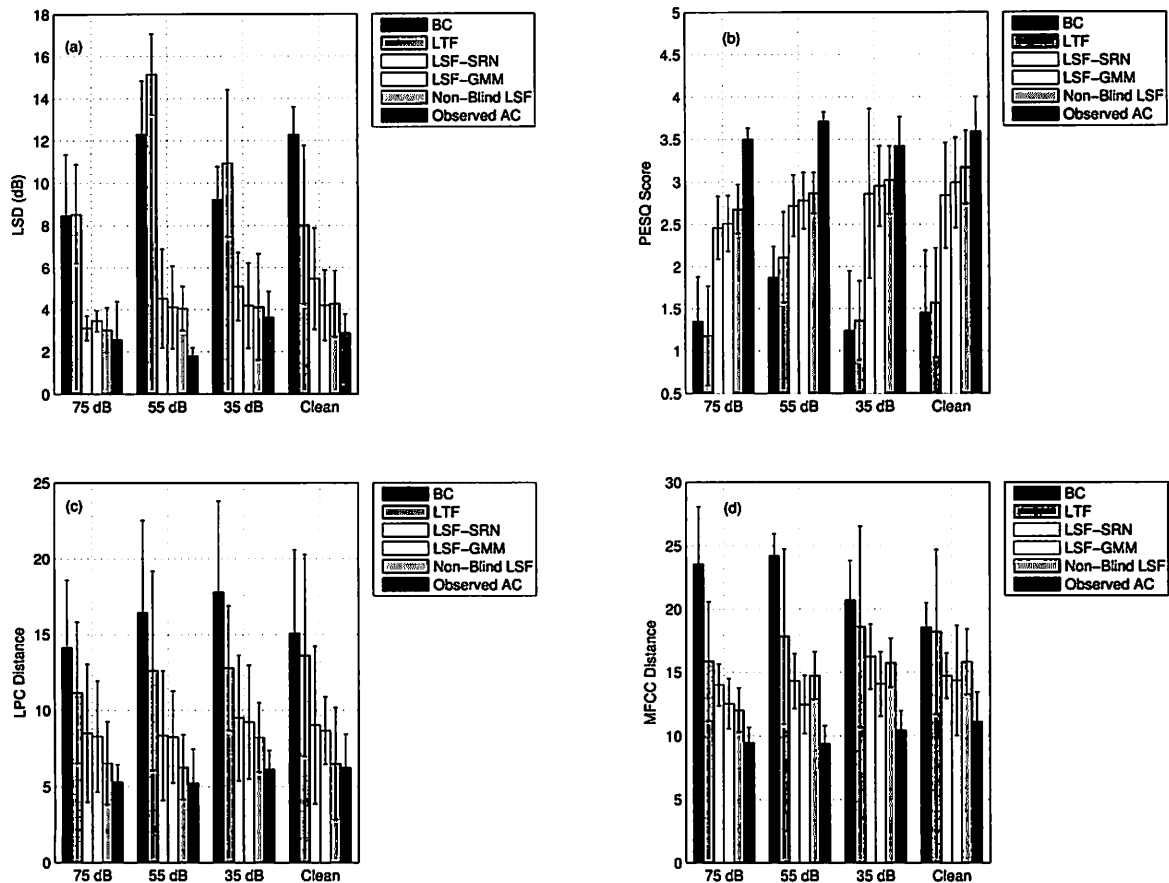 (a)
18
16
14
12
10
8
6
4
2
0
LSD (dB)
75 dB
55 dB
35 dB
Clean
BC
LTF
LSF-SRN
LSF-GMM
Non-Blind LSF
Observed AC
(b)
5
4.5
4
3.5
3
2.5
2
1.5
1
0.5
PESQ Score
75 dB
55 dB
35 dB
Clean
BC
LTF
LSF-SRN
LSF-GMM
Non-Blind LSF
Observed AC
(c)
25
20
15
10
5
0
LPC Distance
75 dB
55 dB
35 dB
Clean
BC
LTF
LSF-SRN
LSF-GMM
Non-Blind LSF
Observed AC
(d)
30
25
20
15
10
5
0
MFCC Distance
75 dB
55 dB
35 dB
Clean
BC
LTF
LSF-SRN
LSF-GMM
Non-Blind LSF
Observed AC